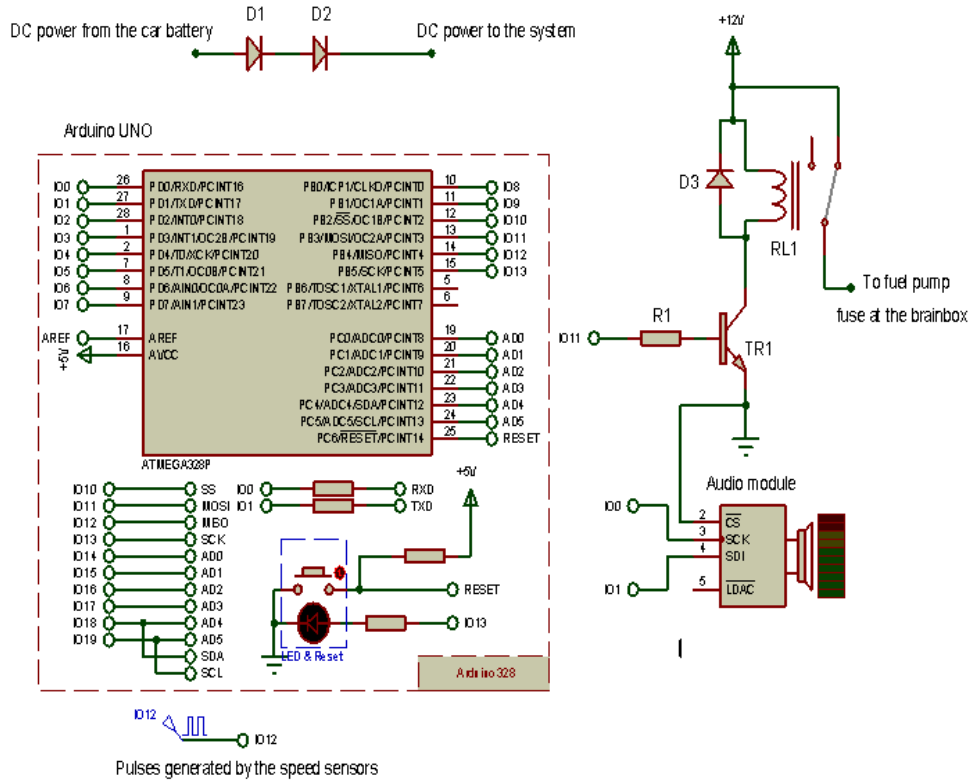 D1 D2
DC power from the car battery
DC power to the system
+12V
Arduino UNO
IO0 26 PD0/RXD/PCINT16 PB0/ICP1/CLKO/PCINT0 10 IO8
IO1 27 PD1/TXD/PCINT17 PB1/OC1A/PCINT1 11 IO9
IO2 28 PD2/INT0/PCINT18 PB2/SS/OC1B/PCINT2 12 IO10
IO3 1 PD3/INT1/OC2B/PCINT19 PB3/MOSI/OC2A/PCINT3 13 IO11
IO4 2 PD4/T0/XCK/PCINT20 PB4/MISO/PCINT4 14 IO12
IO5 7 PD5/T1/OC0B/PCINT21 PB5/SCK/PCINT5 15 IO13
IO6 8 PD6/AIN0/OC0A/PCINT22 PB6/TOSC1/XTAL1/PCINT6 5
IO7 9 PD7/AIN1/PCINT23 PB7/TOSC2/XTAL2/PCINT7 6
AREF 17 AREF PC0/ADC0/PCINT8 19 AD0
+5V 16 AVCC PC1/ADC1/PCINT9 20 AD1
PC2/ADC2/PCINT10 21 AD2
PC3/ADC3/PCINT11 22 AD3
PC4/ADC4/SDA/PCINT12 23 AD4
PC5/ADC5/SCL/PCINT13 24 AD5
PC6/RESET/PCINT14 25 RESET
ATMEGA328P
D3
RL1
To fuel pump
fuse at the brainbox
IO11
R1
TR1
IO10 SS
IO11 MOSI
IO12 MISO
IO13 SCK
IO14 AD0
IO15 AD1
IO16 AD2
IO17 AD3
IO18 AD4
IO19 AD5
SDA
SCL
IO0 RXD
IO1 TXD
+5V
RESET
IO13
LED & Reset
Arduino 328
Audio module
IO0
IO1
2 CS
3 SCK
4 SDI
5 LDAC
IO12
IO12
Pulses generated by the speed sensors